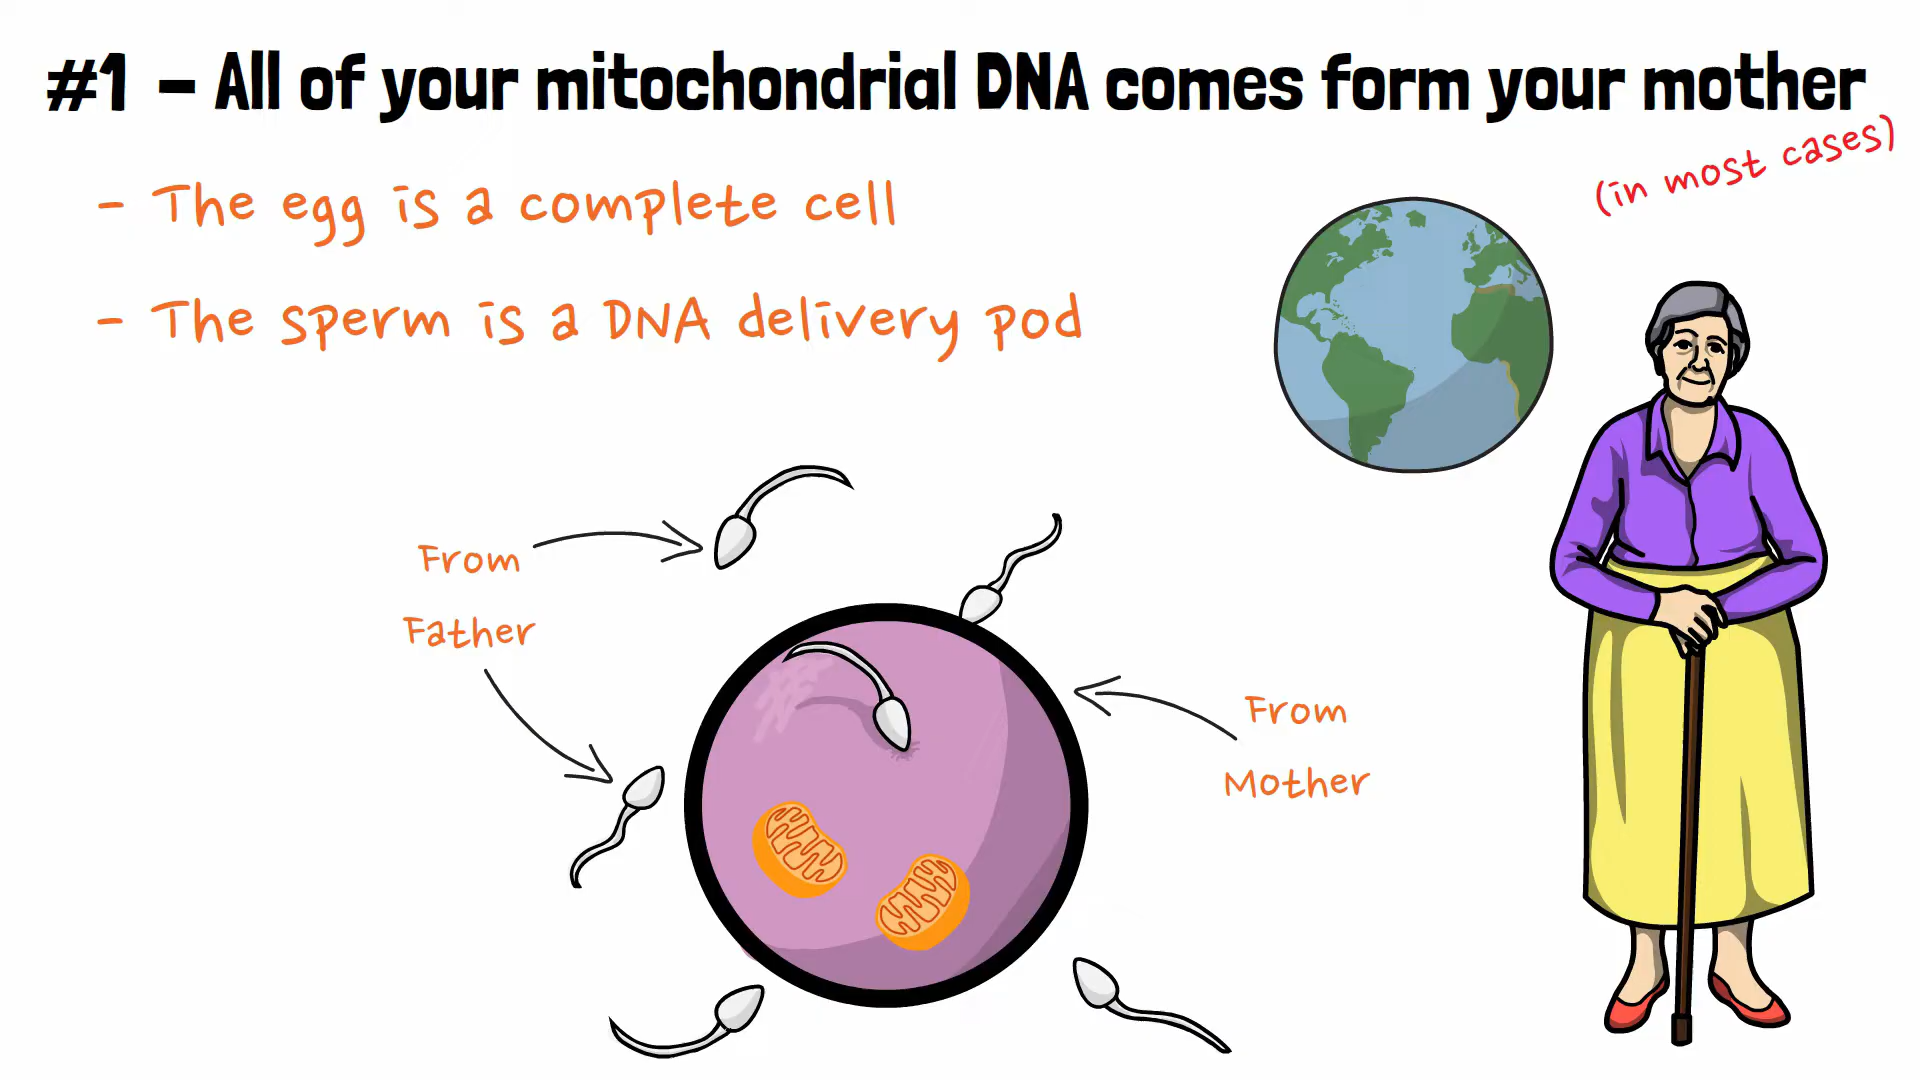 #1 – All of your mitochondrial DNA comes form your mother
(in most cases)
- The egg is a complete cell
- The sperm is a DNA delivery pod
From
Father
From
Mother